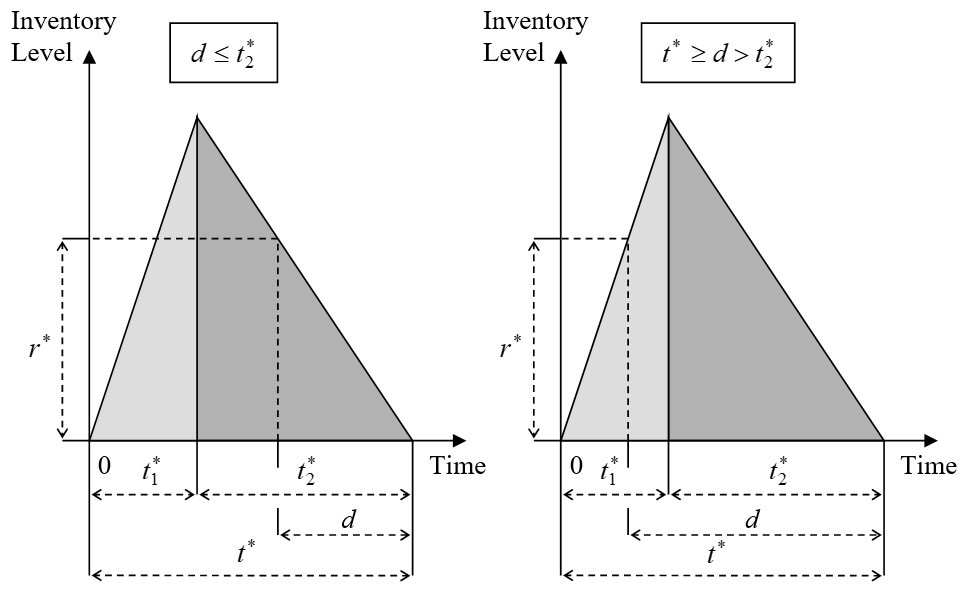 Inventory
Level
d ≤ t₂*
r*
0
t₁*
t₂*
Time
d
t*
Inventory
Level
t* ≥ d > t₂*
r*
0
t₁*
t₂*
Time
d
t*